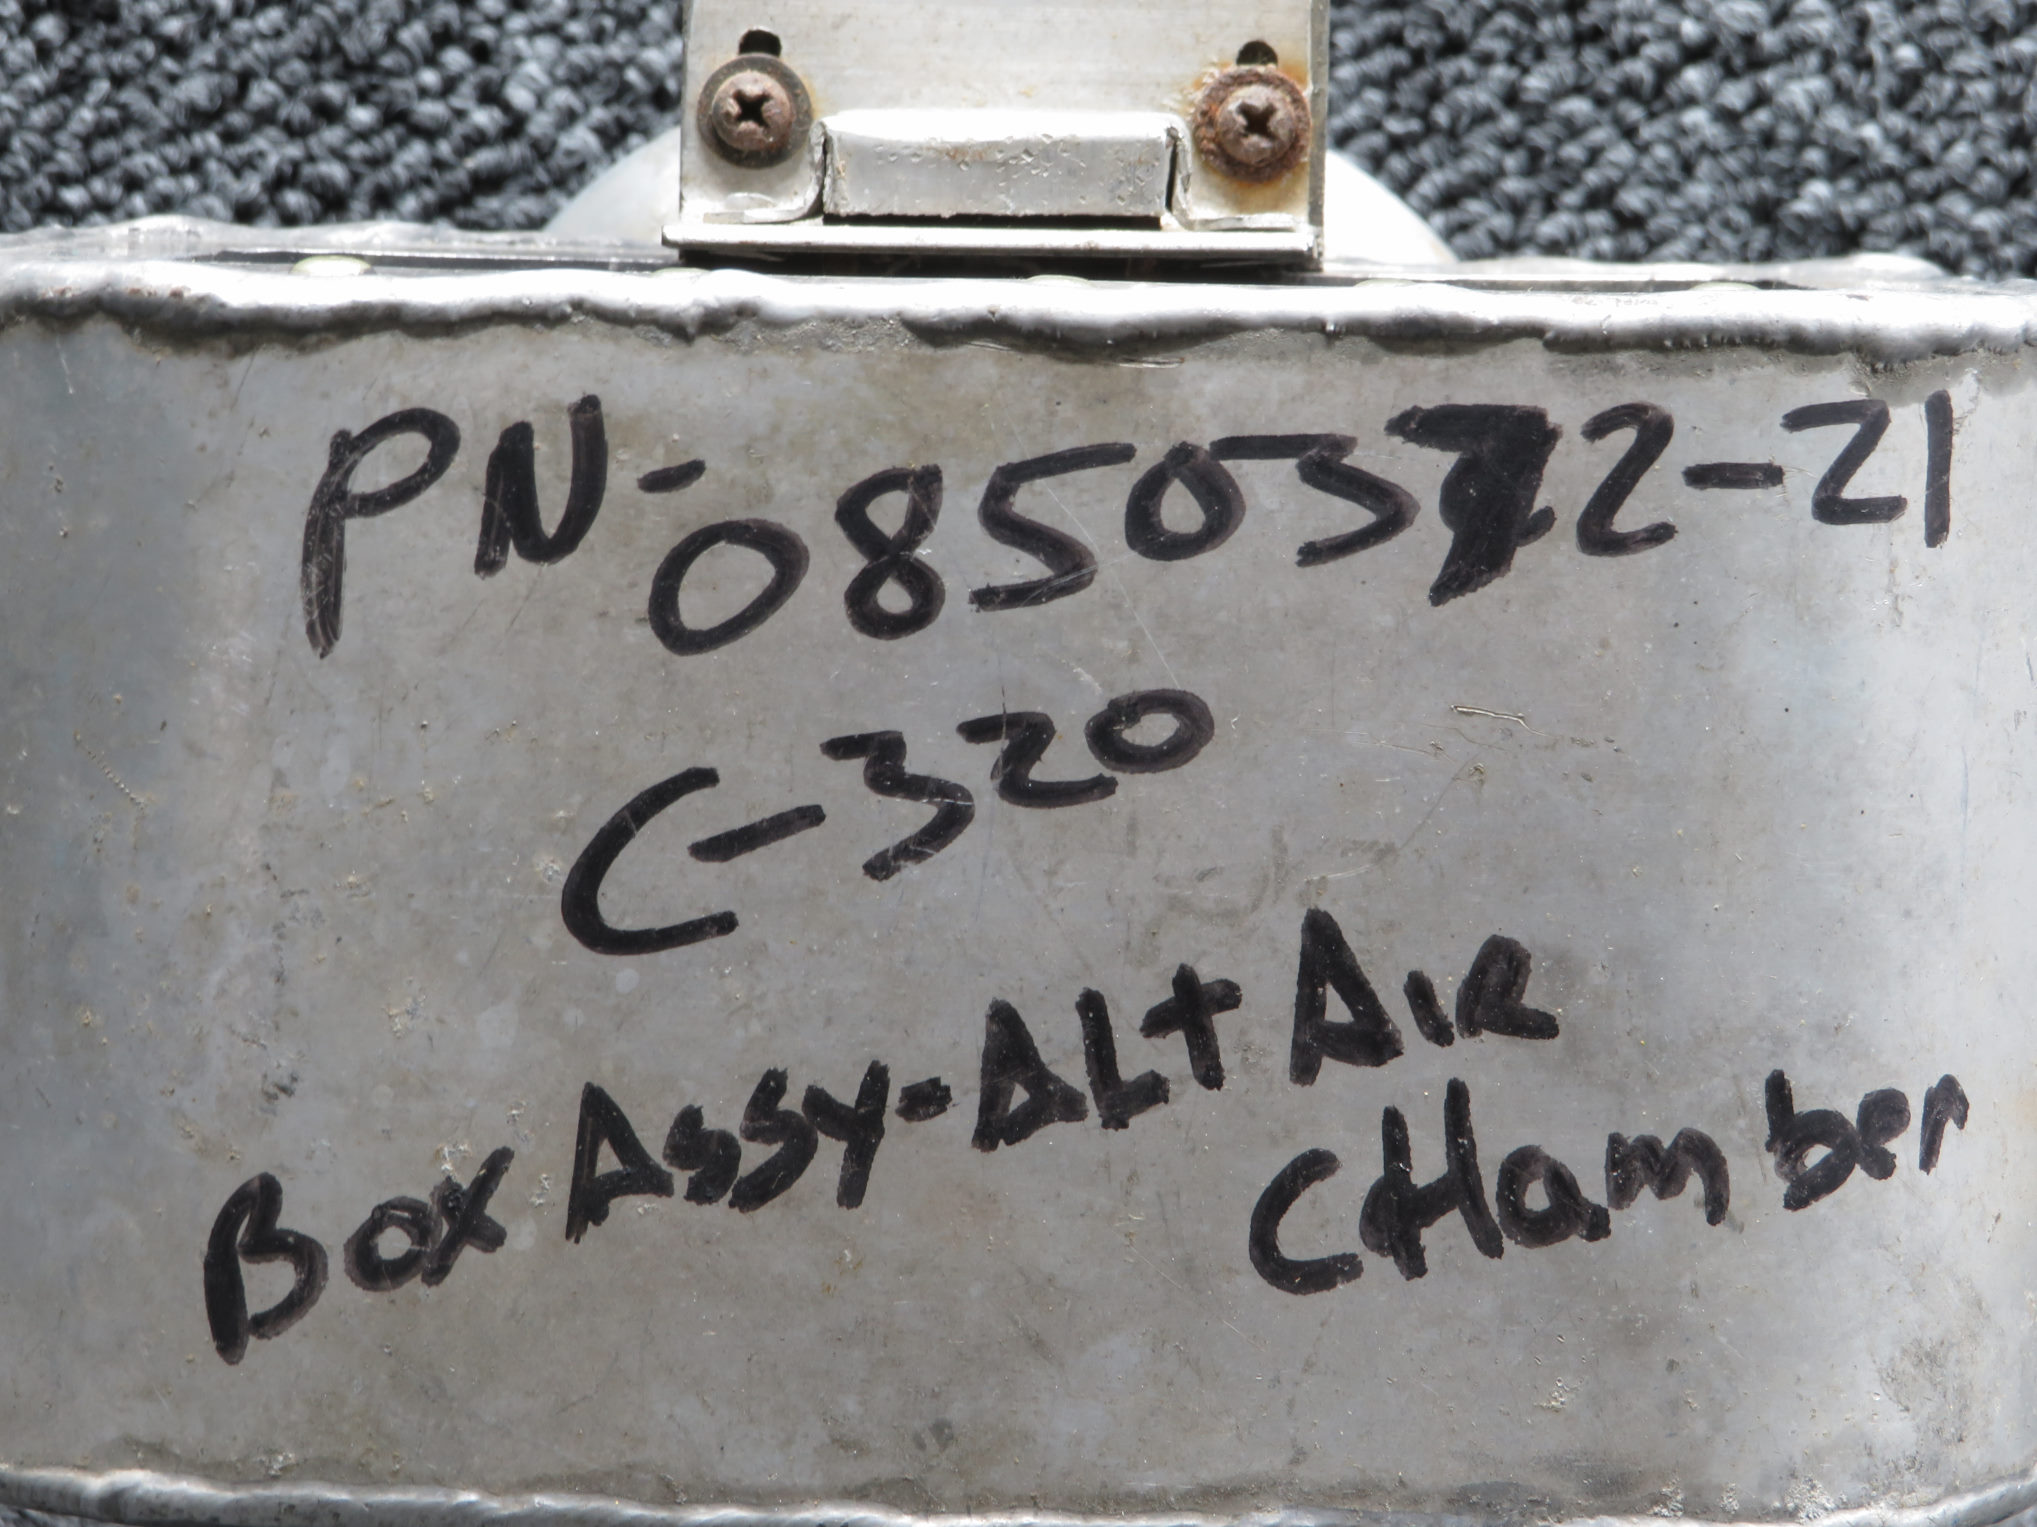 PN-0850372-21
C-320
Box Assy-ALt AIR
CHamber